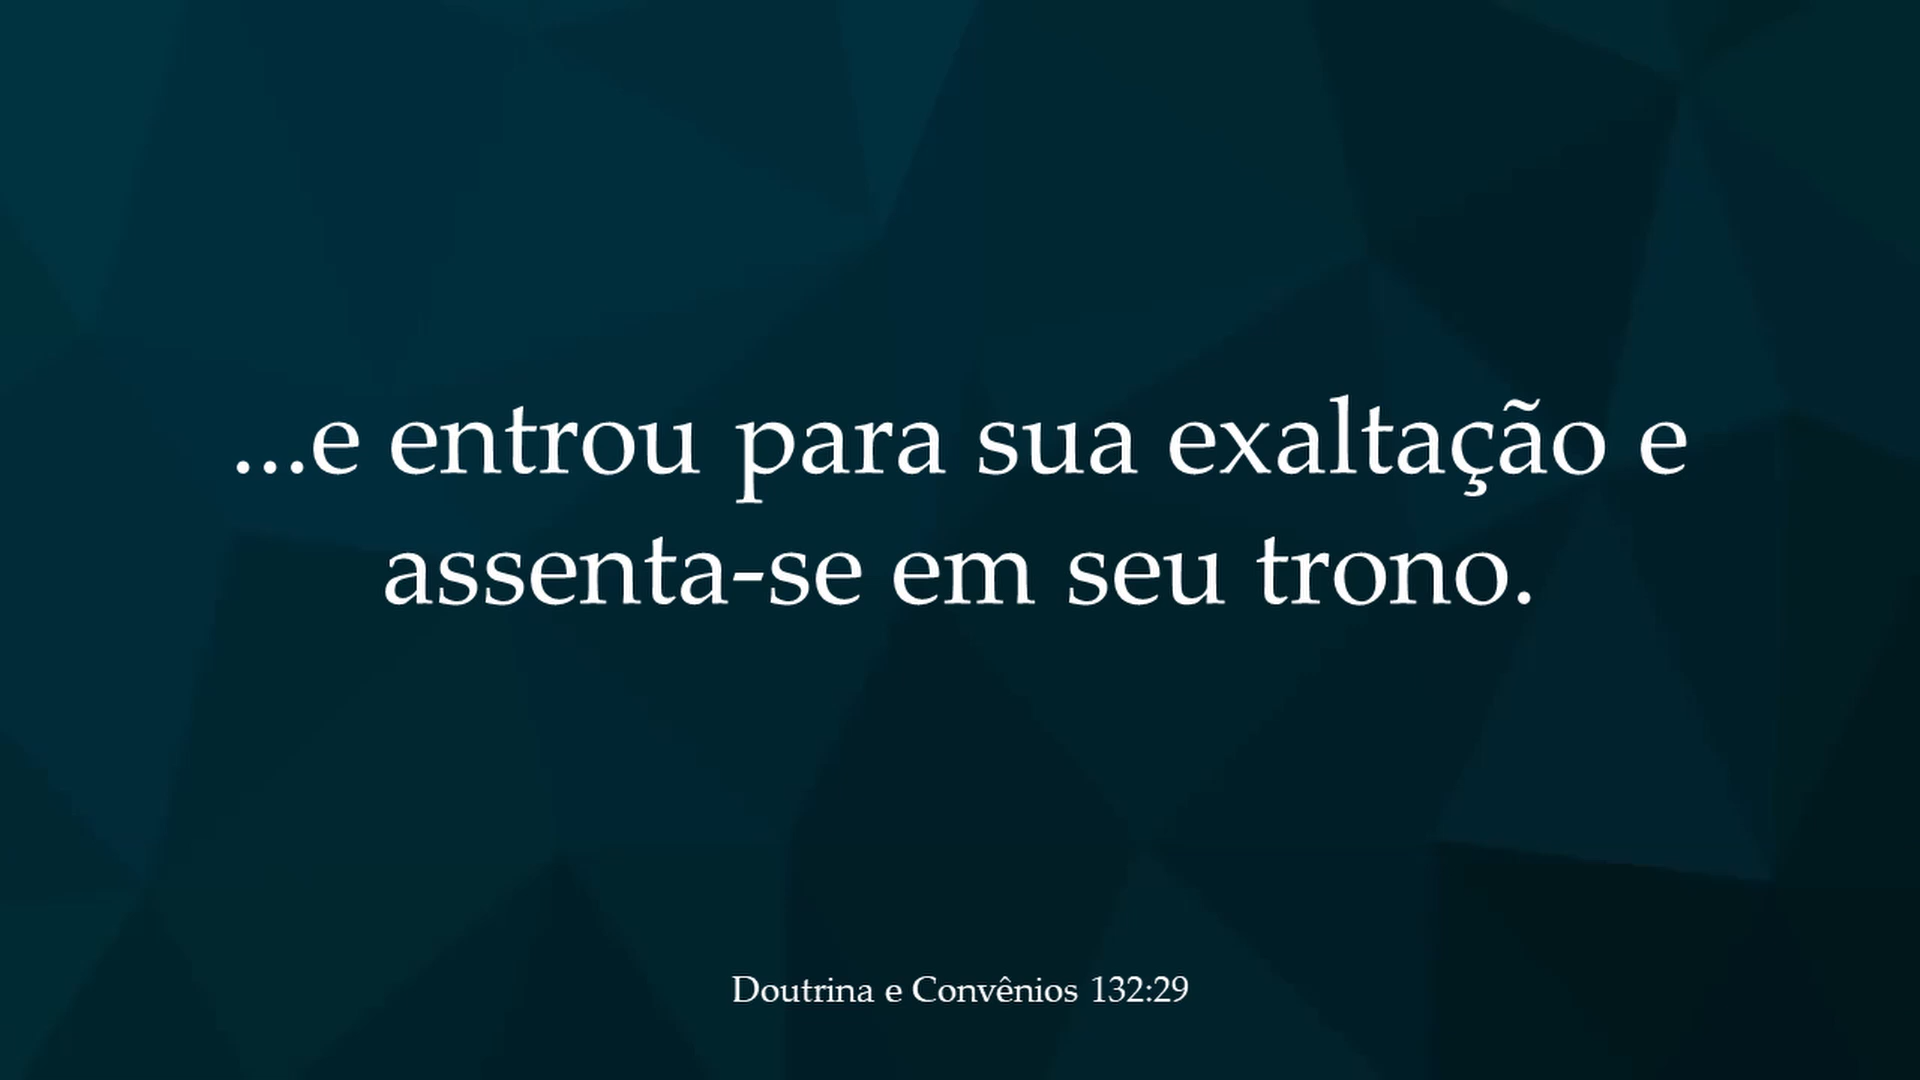 ...e entrou para sua exaltação e
assenta-se em seu trono.
Doutrina e Convênios 132:29